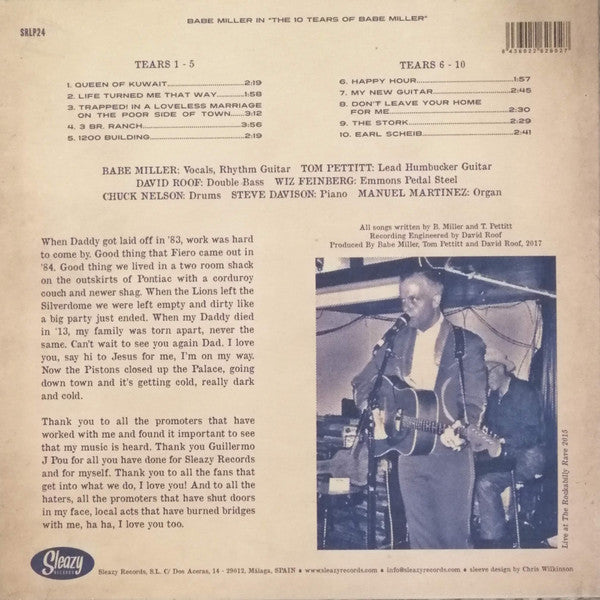 BABE MILLER IN "THE 10 TEARS OF BABE MILLER"
SRLP24
8 436022 628027
TEARS 1 - 5
1. QUEEN OF KUWAIT...2:19
2. LIFE TURNED ME THAT WAY...1:58
3. TRAPPED! IN A LOVELESS MARRIAGE
ON THE POOR SIDE OF TOWN...3:12
4. 3 BR. RANCH...3:56
5. 1200 BUILDING...2:19
TEARS 6 - 10
6. HAPPY HOUR...1:57
7. MY NEW GUITAR...2:45
8. DON'T LEAVE YOUR HOME
FOR ME...2:30
9. THE STORK...2:29
10. EARL SCHEIB...2:41
BABE MILLER: Vocals, Rhythm Guitar TOM PETTITT: Lead Humbucker Guitar
DAVID ROOF: Double Bass WIZ FEINBERG: Emmons Pedal Steel
CHUCK NELSON: Drums STEVE DAVISON: Piano MANUEL MARTINEZ: Organ
All songs written by B. Miller and T. Pettitt
Recording Engineered by David Roof
Produced By Babe Miller, Tom Pettitt and David Roof, 2017
When Daddy got laid off in '83, work was hard
to come by. Good thing that Fiero came out in
'84. Good thing we lived in a two room shack
on the outskirts of Pontiac with a corduroy
couch and newer shag. When the Lions left the
Silverdome we were left empty and dirty like
a big party just ended. When my Daddy died
in '13, my family was torn apart, never the
same. Can't wait to see you again Dad. I love
you, say hi to Jesus for me, I'm on my way.
Now the Pistons closed up the Palace, going
down town and it's getting cold, really dark
and cold.
Thank you to all the promoters that have
worked with me and found it important to see
that my music is heard. Thank you Guillermo
J Pou for all you have done for Sleazy Records
and for myself. Thank you to all the fans that
get into what we do, I love you! And to all the
haters, all the promoters that have shut doors
in my face, local acts that have burned bridges
with me, ha ha, I love you too.
Live at The Rockabilly Rave 2015
Sleazy
RECORDS
Sleazy Records, S.L. C/ Dos Aceras, 14 - 29012, Málaga, SPAIN • www.sleazyrecords.com • info@sleazyrecords.com • sleeve design by Chris Wilkinson